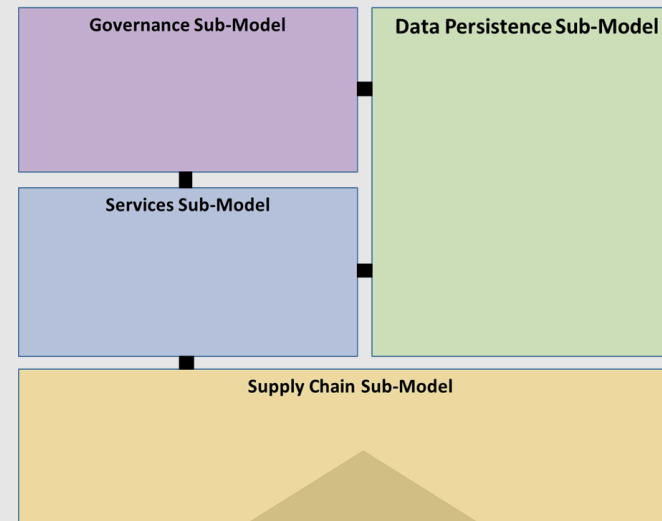 Governance Sub-Model
Data Persistence Sub-Model
Services Sub-Model
Supply Chain Sub-Model